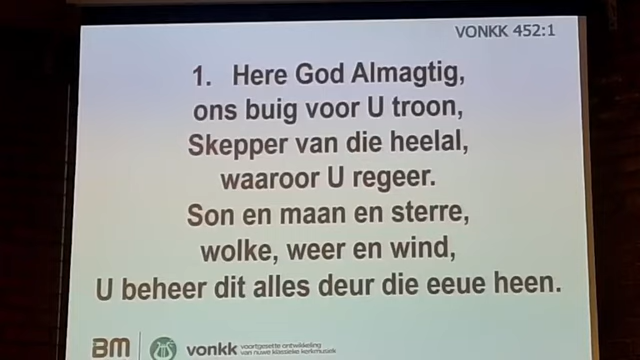 VONKK 452:1
1. Here God Almagtig,
ons buig voor U troon,
Skepper van die heelal,
waaroor U regeer.
Son en maan en sterre,
wolke, weer en wind,
U beheer dit alles deur die eeue heen.
BM
vonkk voortgesette ontwikkeling
van nuwe klassieke kerkmusiek